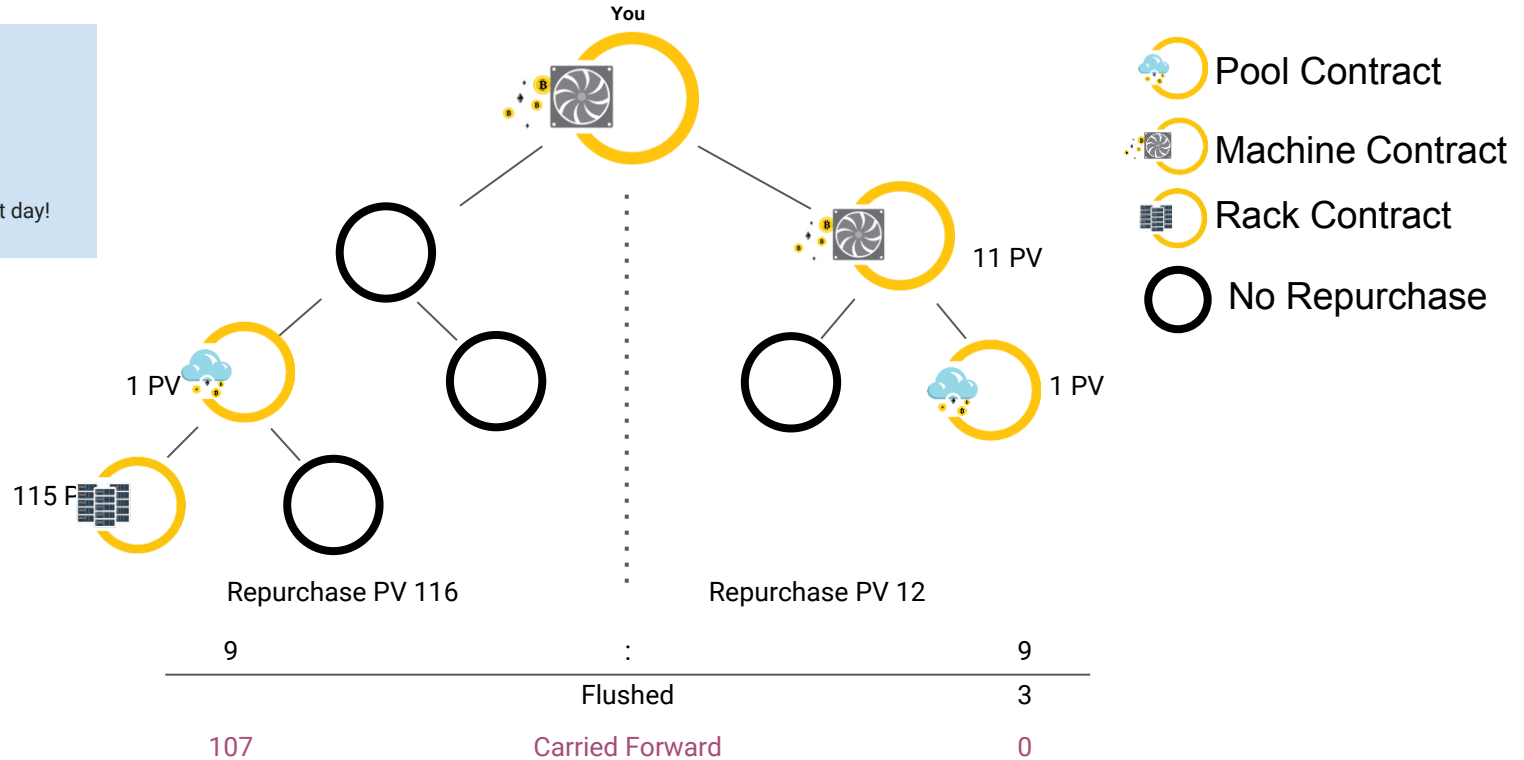 You
Pool Contract
Machine Contract
Rack Contract
No Repurchase
day!
11 PV
1 PV
1 PV
115
Repurchase PV 116
Repurchase PV 12
9 : 9
Flushed 3
107 Carried Forward 0